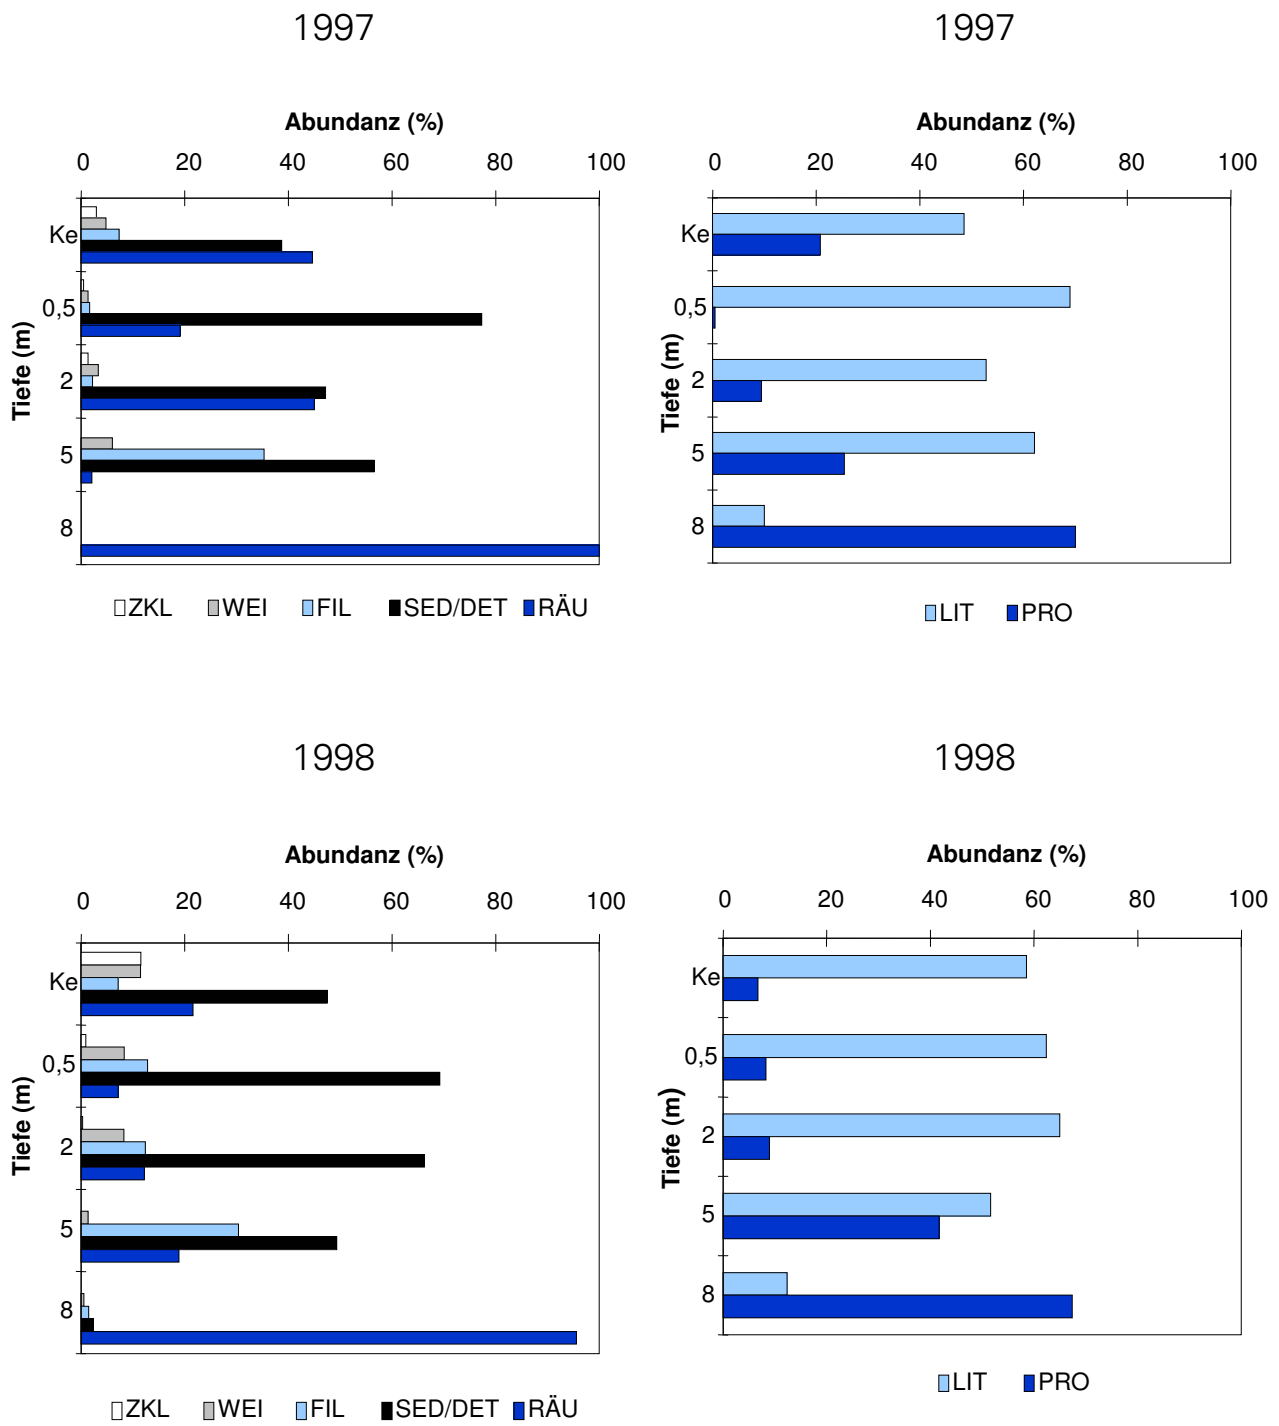 1997
1997
Abundanz (%)
0 20 40 60 80 100
Tiefe (m)
Ke
0,5
2
5
8
ZKL WEI FIL SED/DET RÄU
Abundanz (%)
0 20 40 60 80 100
Tiefe (m)
Ke
0,5
2
5
8
LIT PRO
1998
1998
Abundanz (%)
0 20 40 60 80 100
Tiefe (m)
Ke
0,5
2
5
8
ZKL WEI FIL SED/DET RÄU
Abundanz (%)
0 20 40 60 80 100
Tiefe (m)
Ke
0,5
2
5
8
LIT PRO